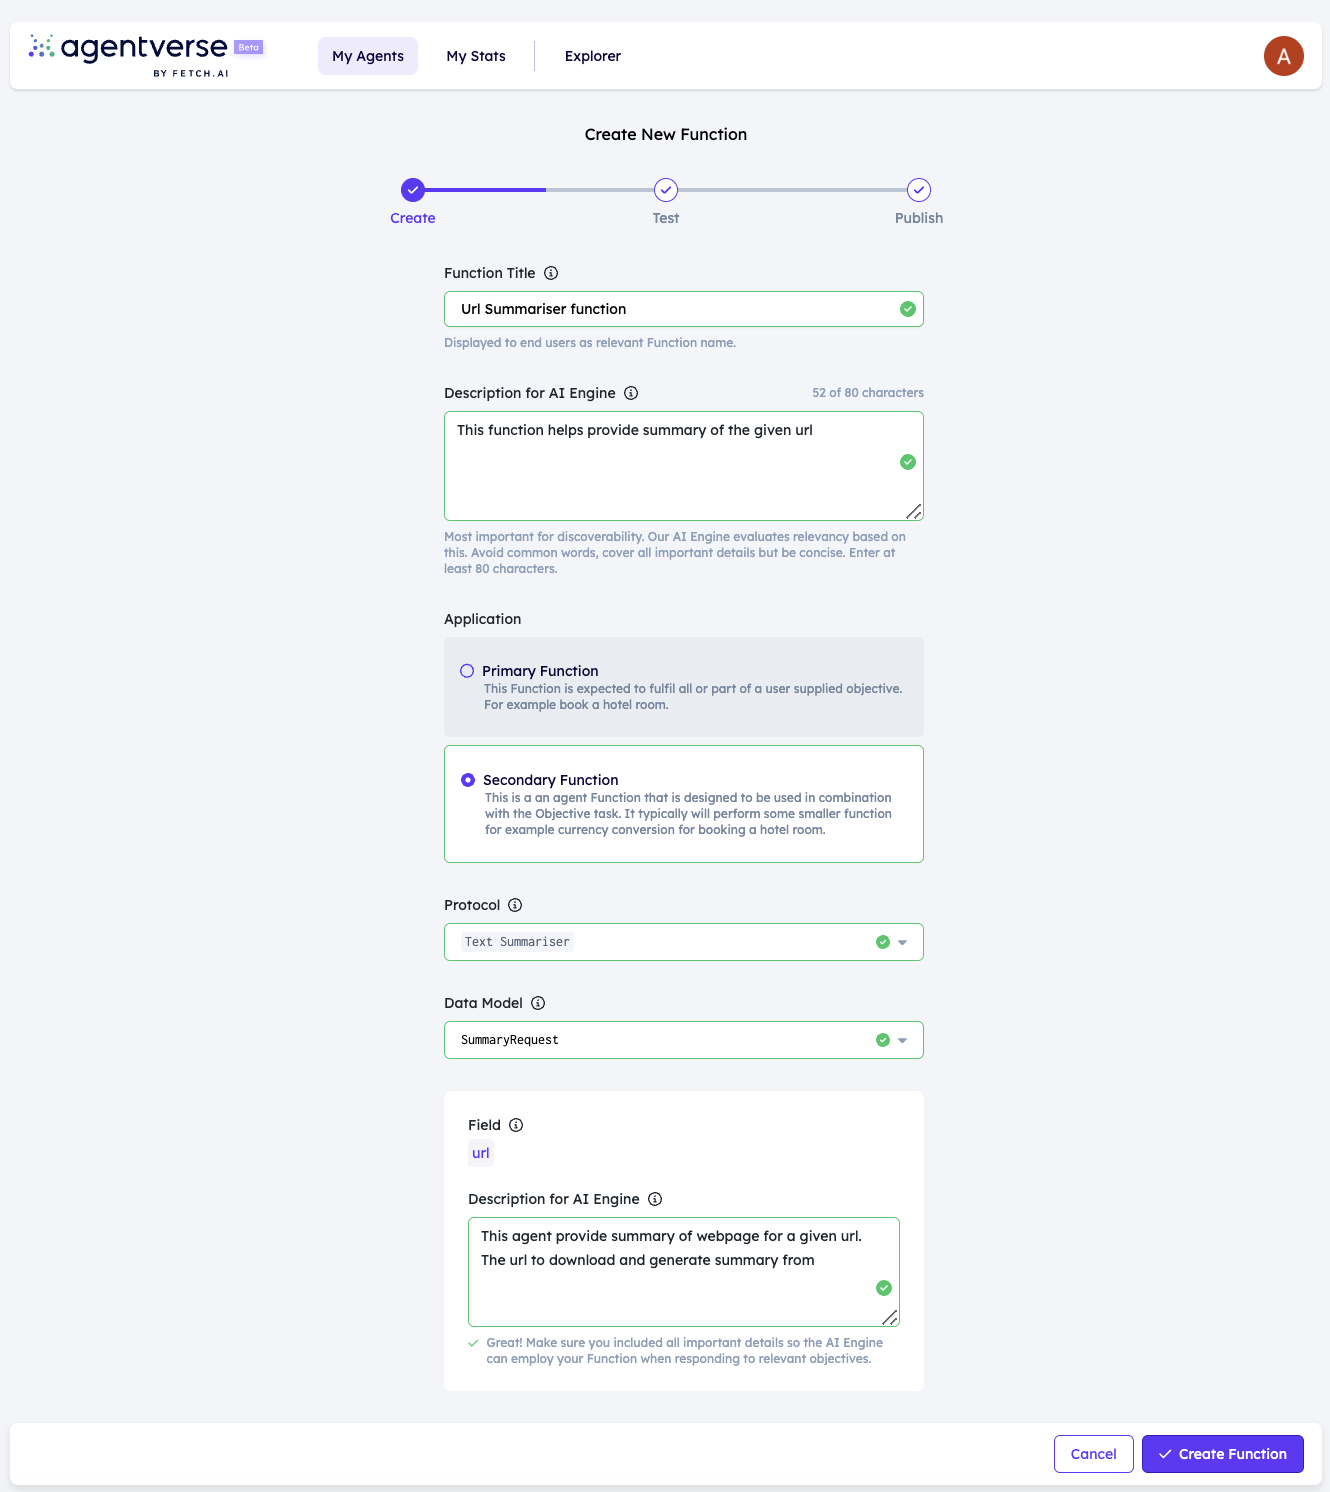 agentverse Beta
BY FETCH.AI
My Agents
My Stats
Explorer
A
Create New Function
Create
Test
Publish
Function Title
Url Summariser function
Displayed to end users as relevant Function name.
Description for AI Engine
52 of 80 characters
This function helps provide summary of the given url
Most important for discoverability. Our AI Engine evaluates relevancy based on
this. Avoid common words, cover all important details but be concise. Enter at
least 80 characters.
Application
Primary Function
This Function is expected to fulfil all or part of a user supplied objective.
For example book a hotel room.
Secondary Function
This is a an agent Function that is designed to be used in combination
with the Objective task. It typically will perform some smaller function
for example currency conversion for booking a hotel room.
Protocol
Text Summariser
Data Model
SummaryRequest
Field
url
Description for AI Engine
This agent provide summary of webpage for a given url.
The url to download and generate summary from
Great! Make sure you included all important details so the AI Engine
can employ your Function when responding to relevant objectives.
Cancel
Create Function